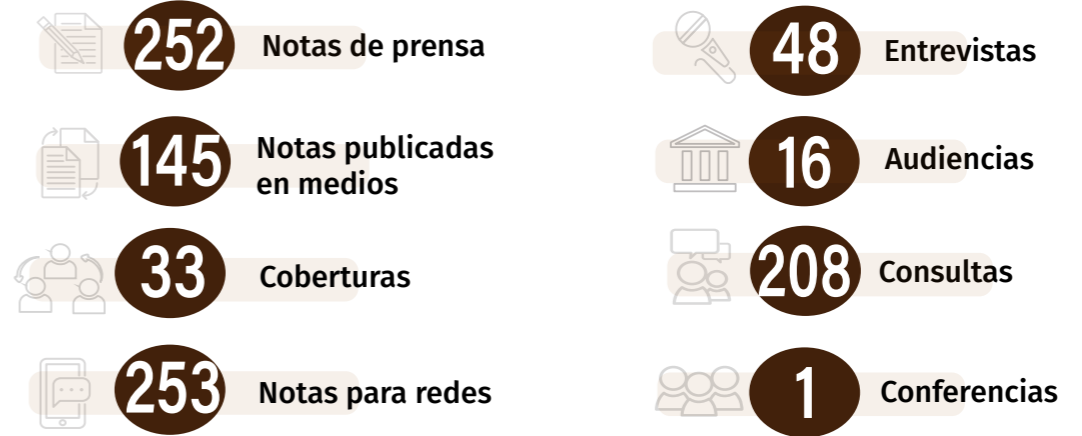 252
Notas de prensa
145
Notas publicadas
en medios
33
Coberturas
253
Notas para redes
48
Entrevistas
16
Audiencias
208
Consultas
1
Conferencias